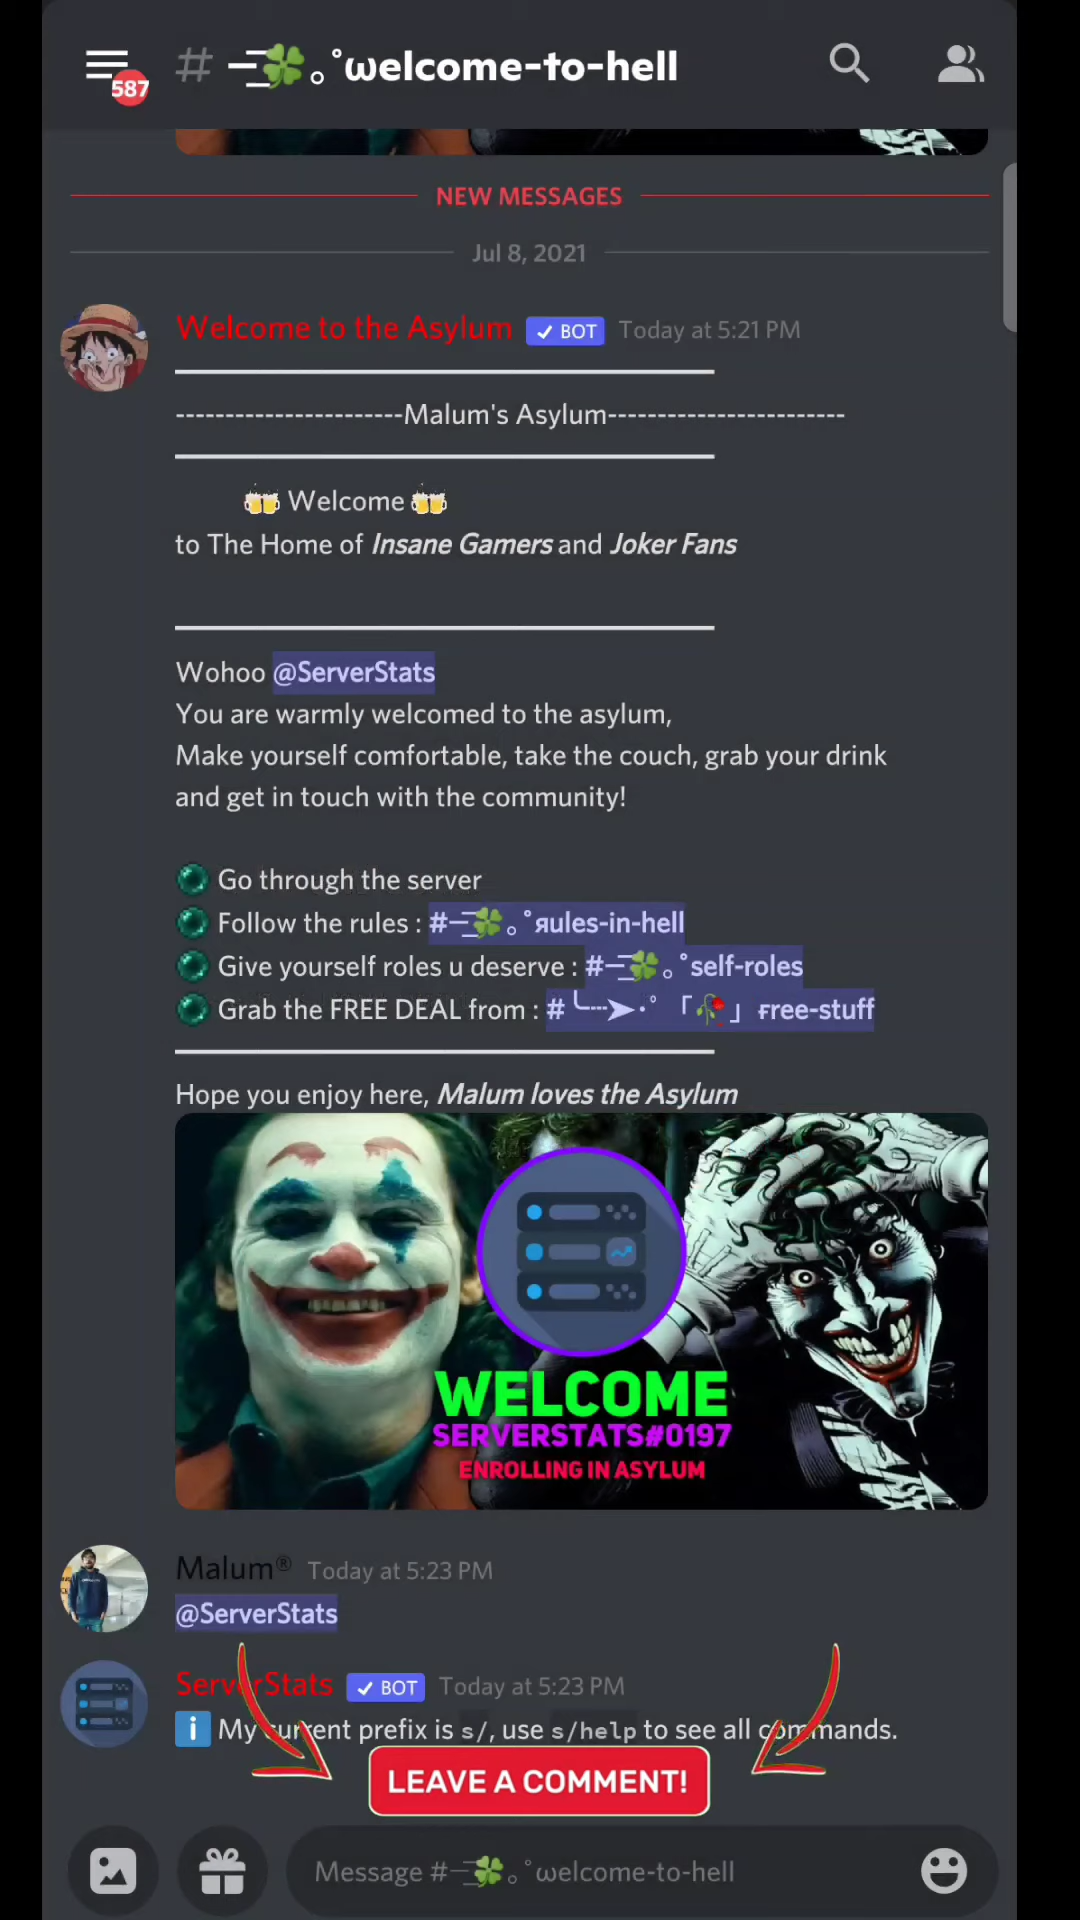 587
# —͟͞🍀。˚ωelcome-to-hell
NEW MESSAGES
Jul 8, 2021
Welcome to the Asylum ✓ BOT Today at 5:21 PM
-----------------------Malum's Asylum------------------------
🍻 Welcome 🍻
to The Home of Insane Gamers and Joker Fans
Wohoo @ServerStats
You are warmly welcomed to the asylum,
Make yourself comfortable, take the couch, grab your drink
and get in touch with the community!
Go through the server
Follow the rules : #—͟͞🍀。˚яules-in-hell
Give yourself roles u deserve : #—͟͞🍀。˚self-roles
Grab the FREE DEAL from : #╰┈➤·˚「🥀」ғree-stuff
Hope you enjoy here, Malum loves the Asylum
WELCOME
SERVERSTATS#0197
ENROLLING IN ASYLUM
Malum® Today at 5:23 PM
@ServerStats
ServerStats ✓ BOT Today at 5:23 PM
ℹ️ My current prefix is s/, use s/help to see all commands.
LEAVE A COMMENT!
Message #—͟͞🍀。˚ωelcome-to-hell